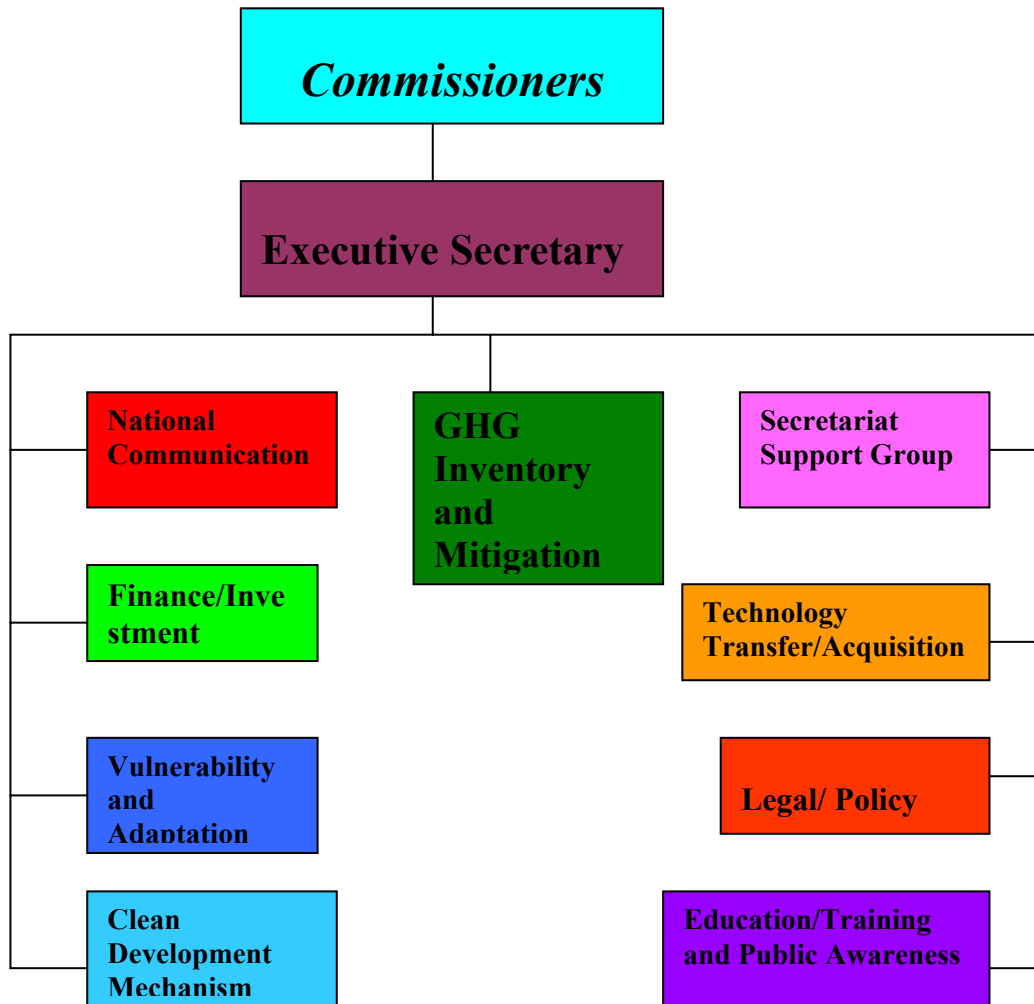 Commissioners
Executive Secretary
National
Communication
GHG
Inventory
and
Mitigation
Secretariat
Support Group
Finance/Inve
stment
Technology
Transfer/Acquisition
Vulnerability
and
Adaptation
Legal/ Policy
Clean
Development
Mechanism
Education/Training
and Public Awareness